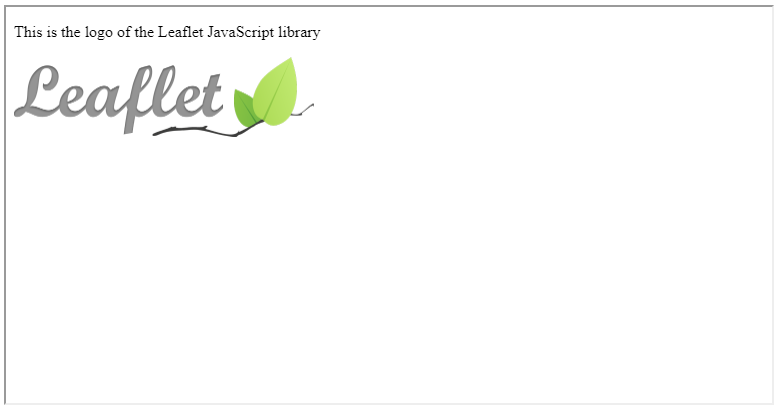 This is the logo of the Leaflet JavaScript library
Leaflet